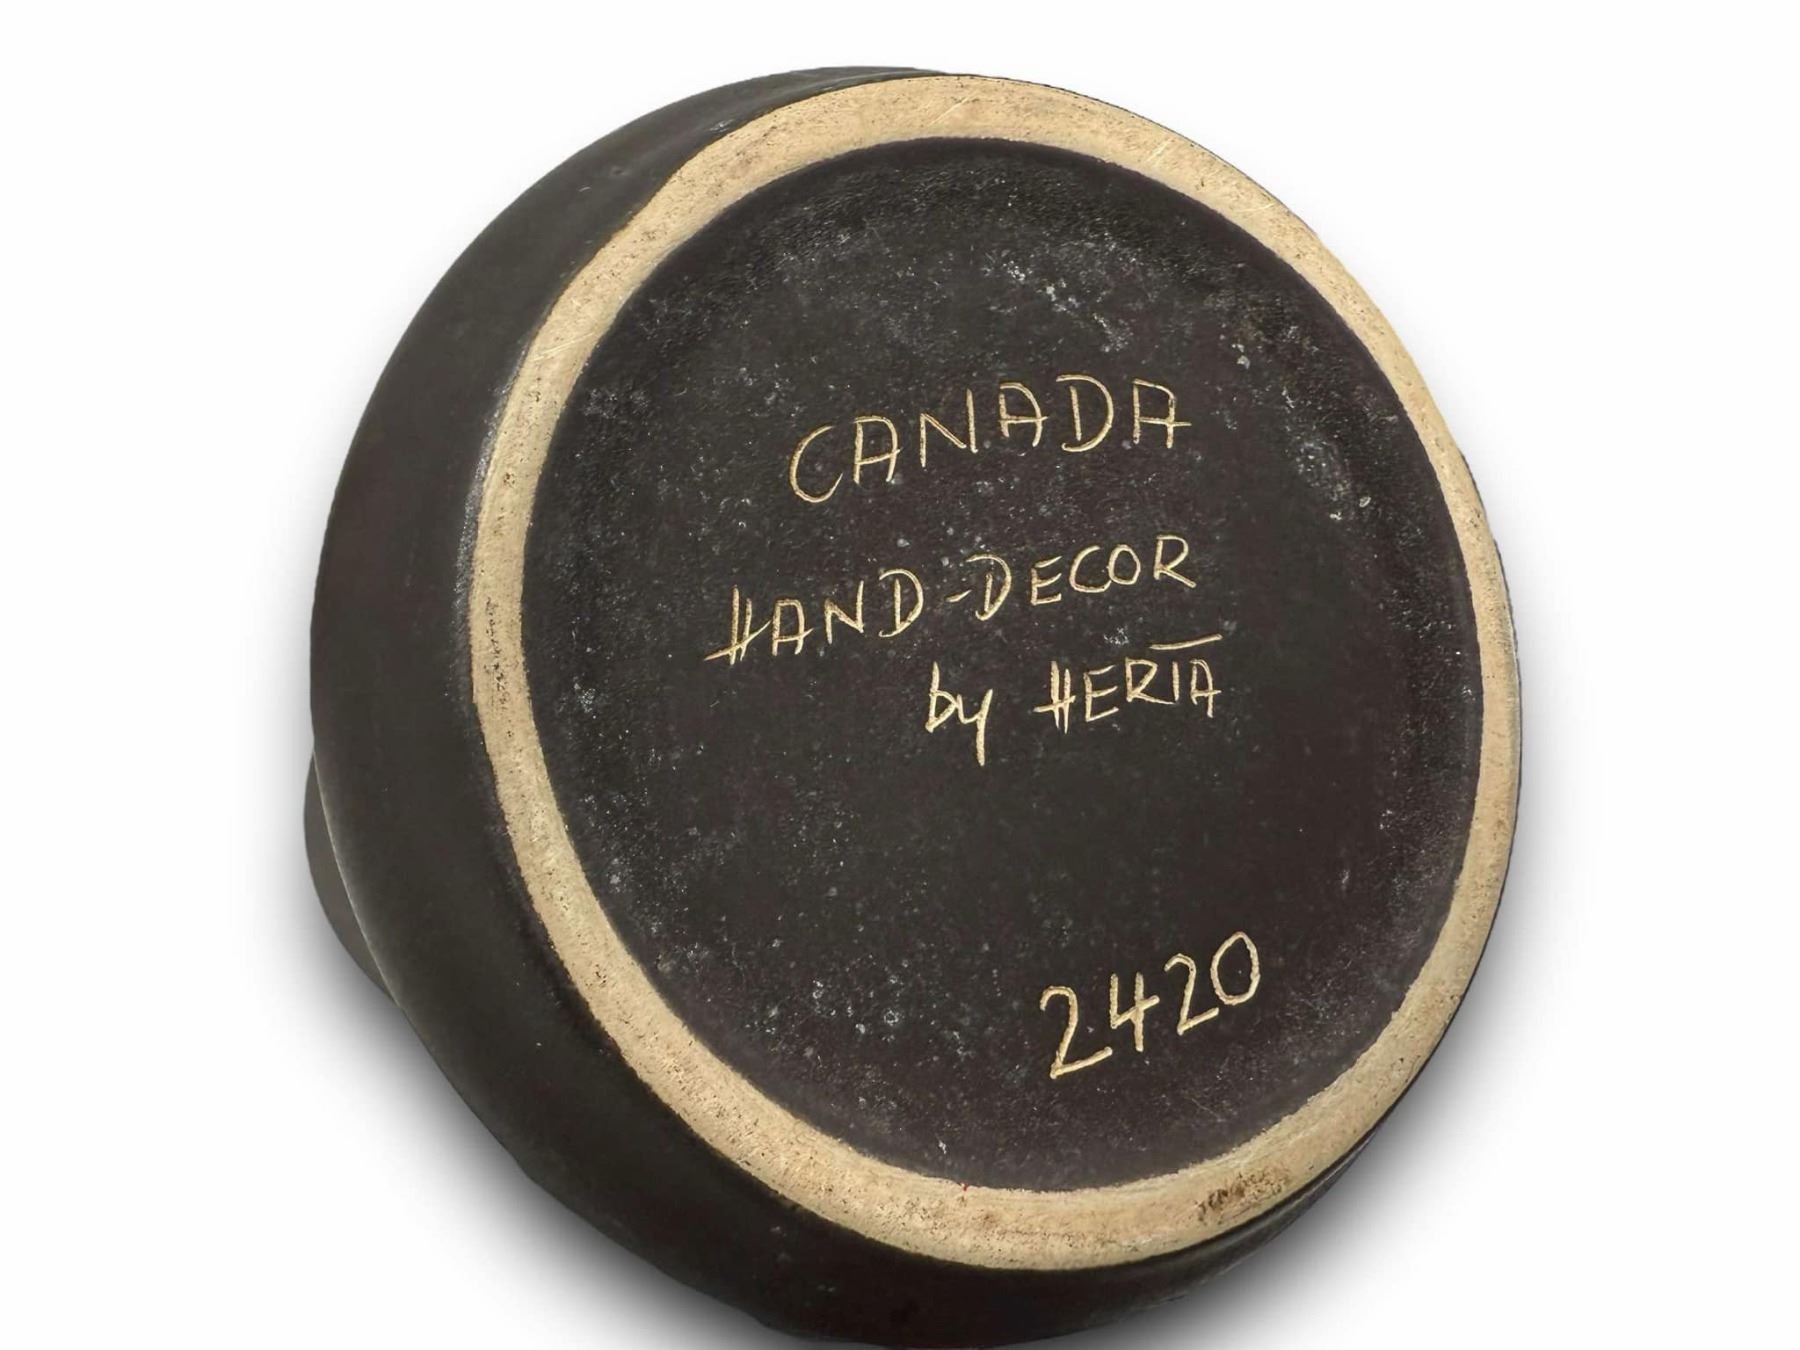 CANADA
HAND-DECOR
by HERTA
2420